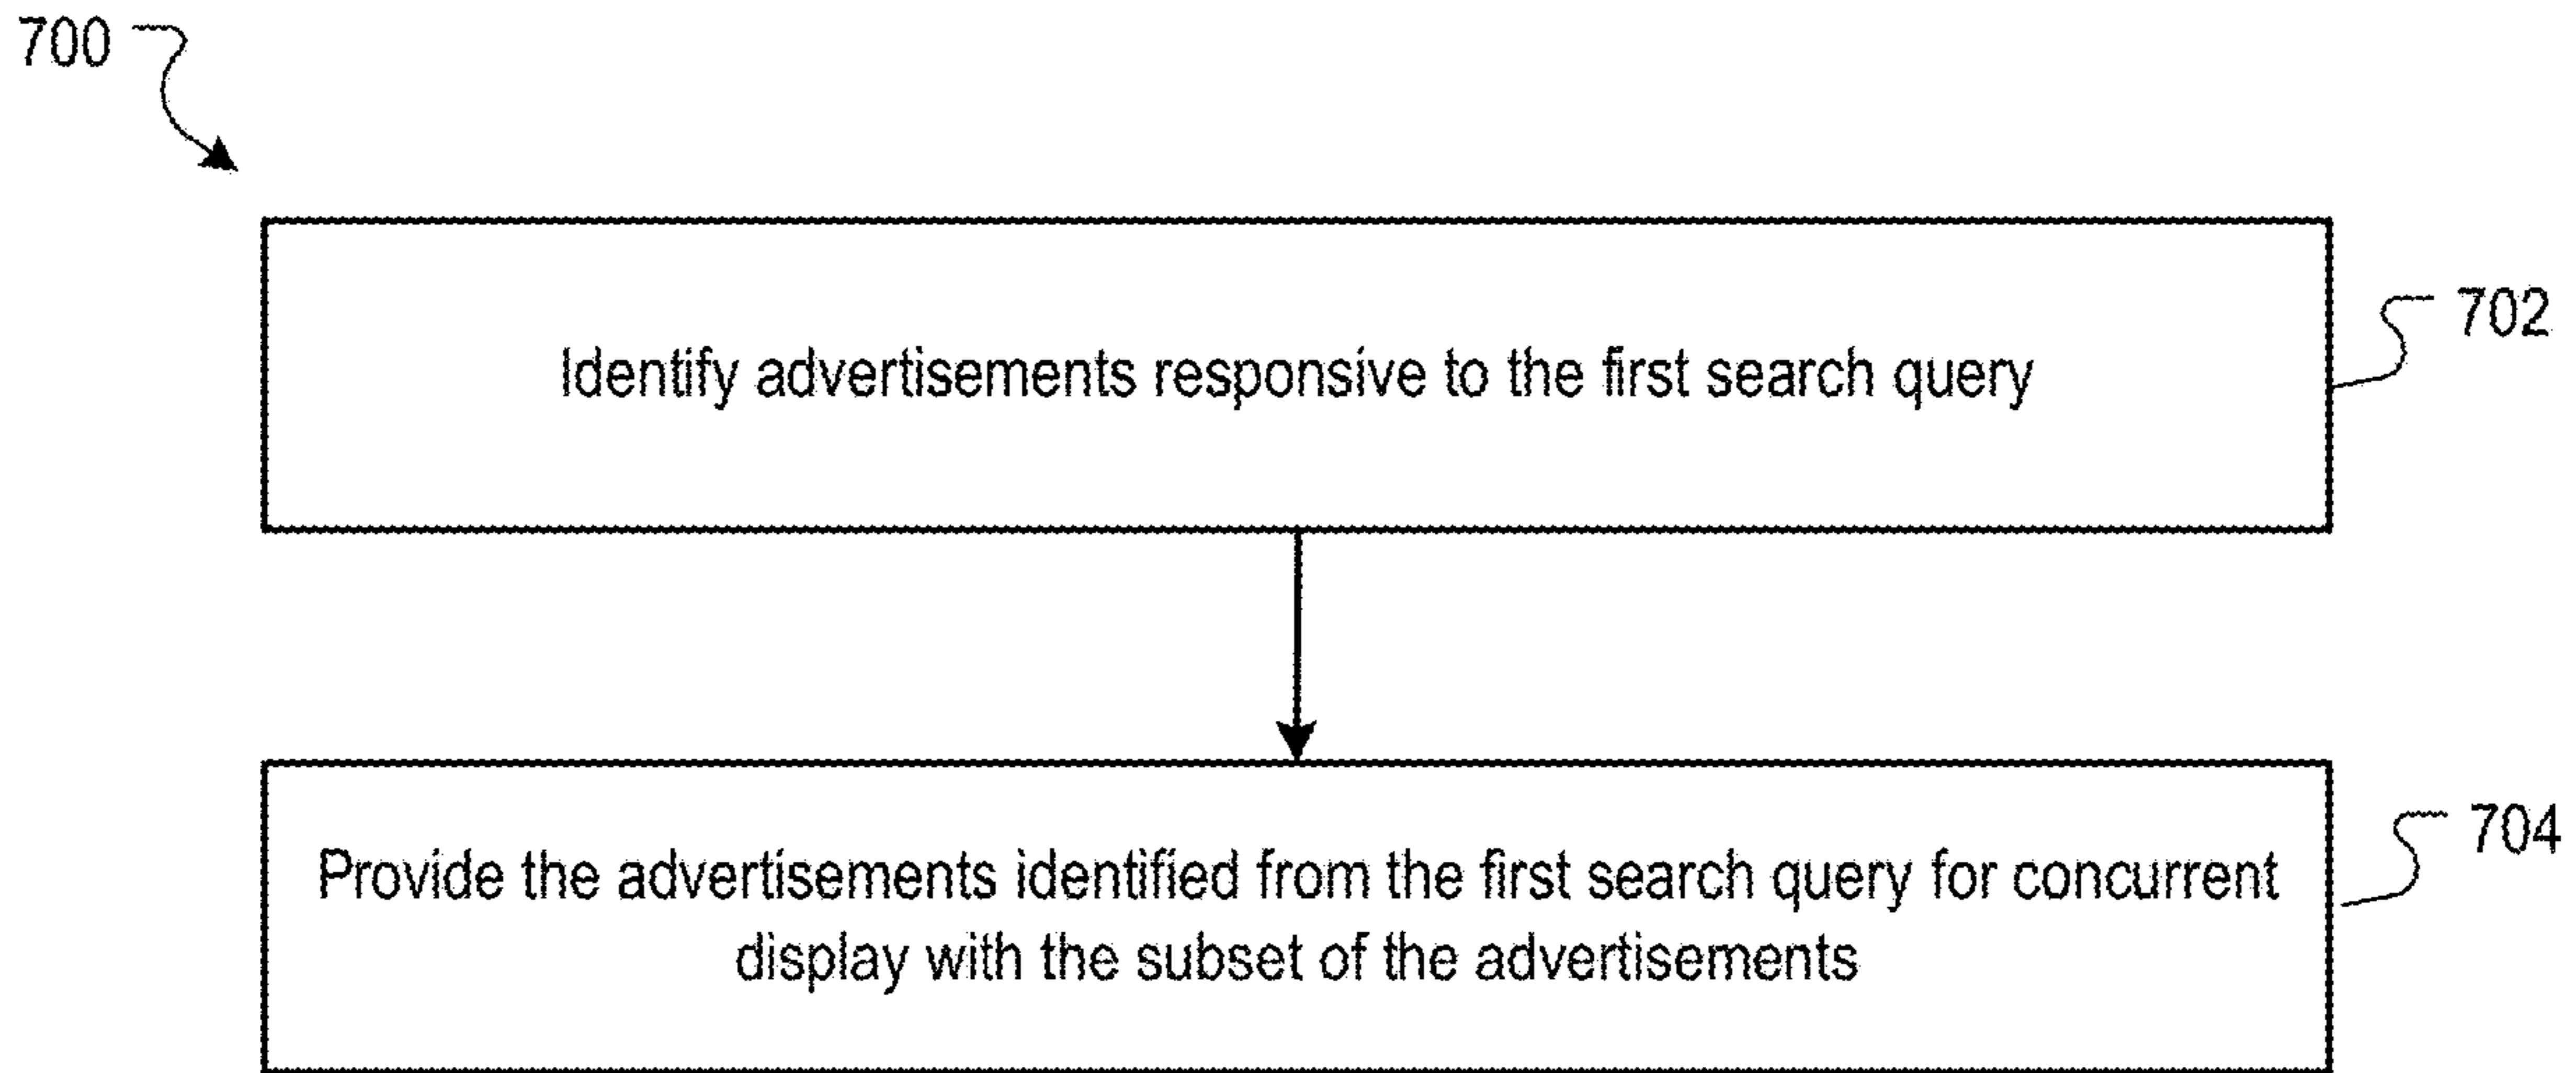 700
702
Identify advertisements responsive to the first search query
704
Provide the advertisements identified from the first search query for concurrent
display with the subset of the advertisements